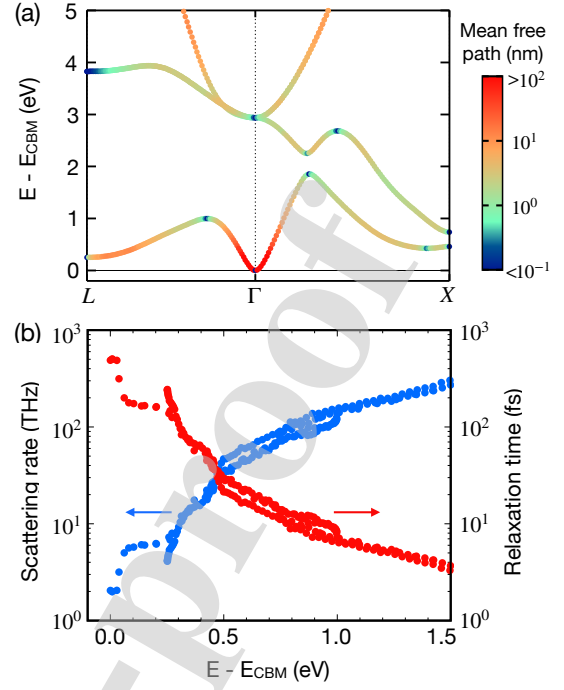 (a)
Mean free
path (nm)
E - E_CBM (eV)
5
4
3
2
1
0
L
Γ
X
>10²
10¹
10⁰
<10⁻¹
(b)
Scattering rate (THz)
10³
10²
10¹
10⁰
Relaxation time (fs)
10³
10²
10¹
10⁰
0.0
0.5
1.0
1.5
E - E_CBM (eV)
-proof